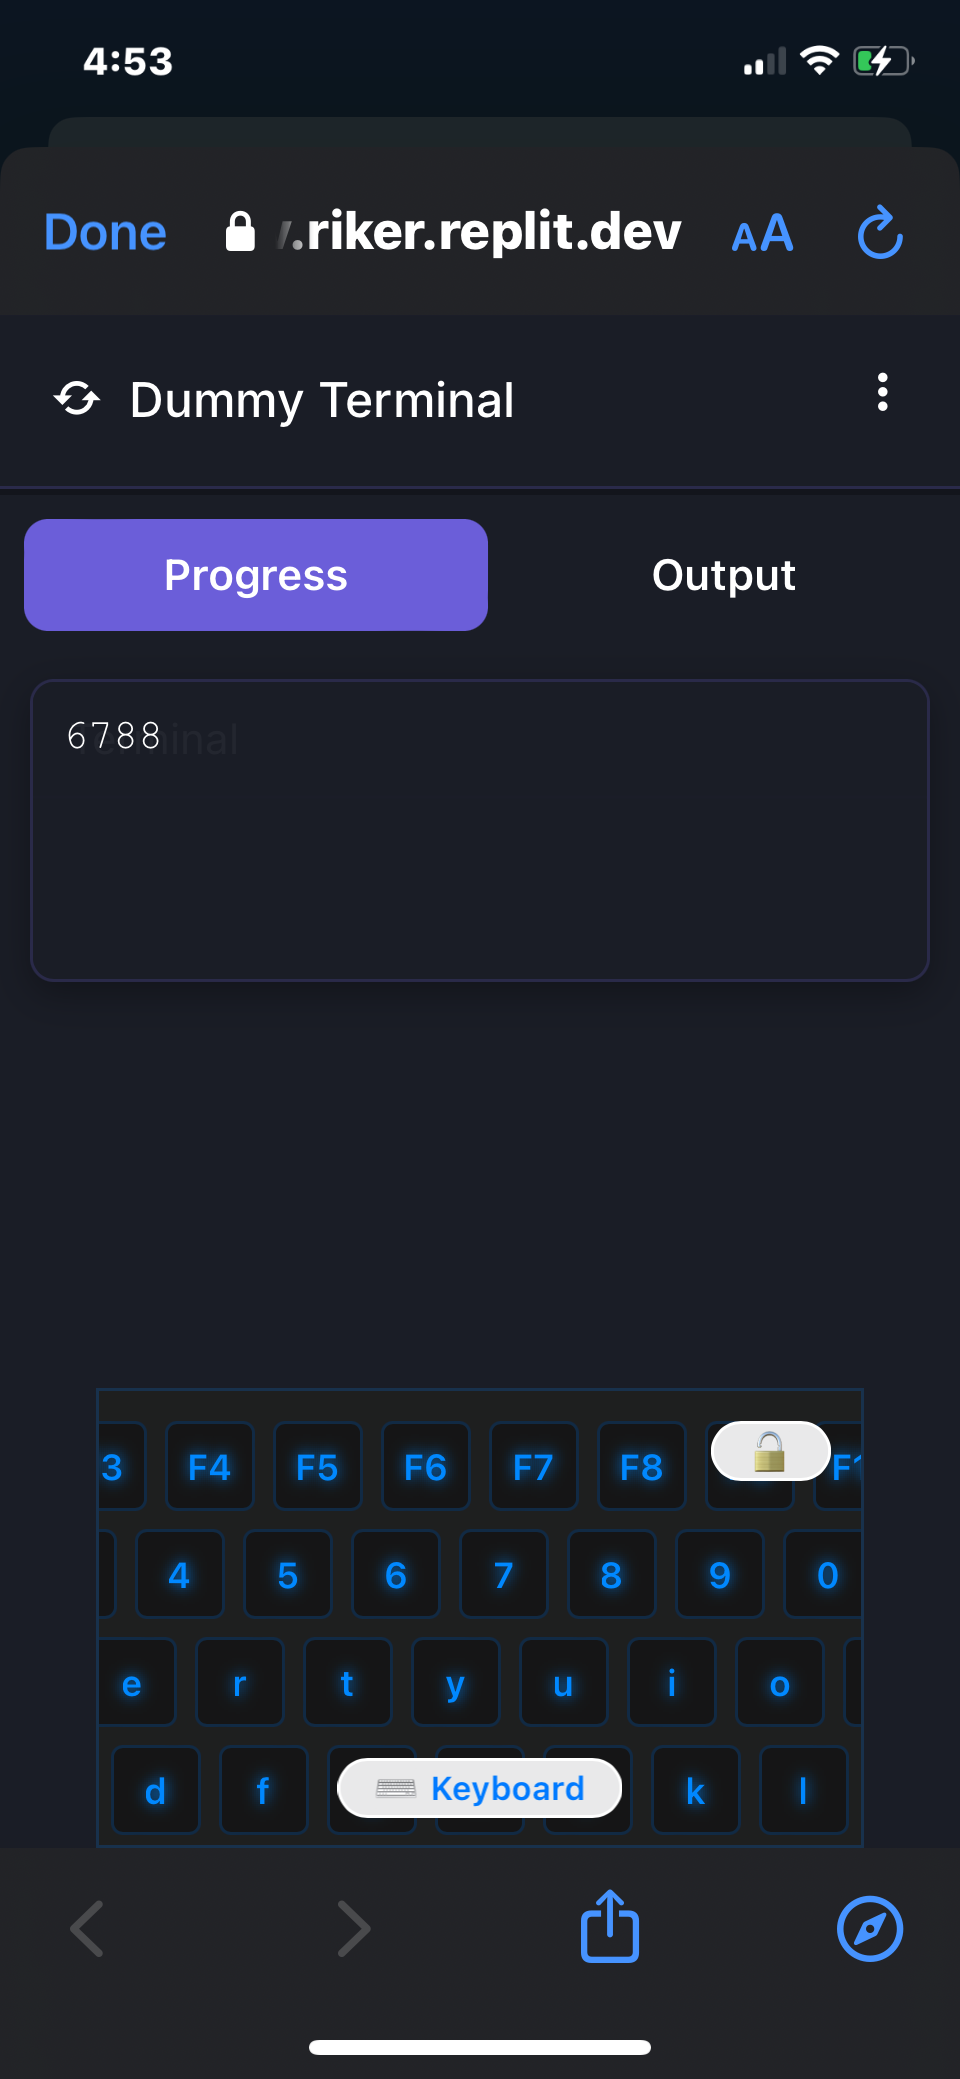 4:53
Done .riker.replit.dev AA
Dummy Terminal
Progress Output
6788
3 F4 F5 F6 F7 F8 F1
4 5 6 7 8 9 0
e r t y u i o
d f k l
Keyboard